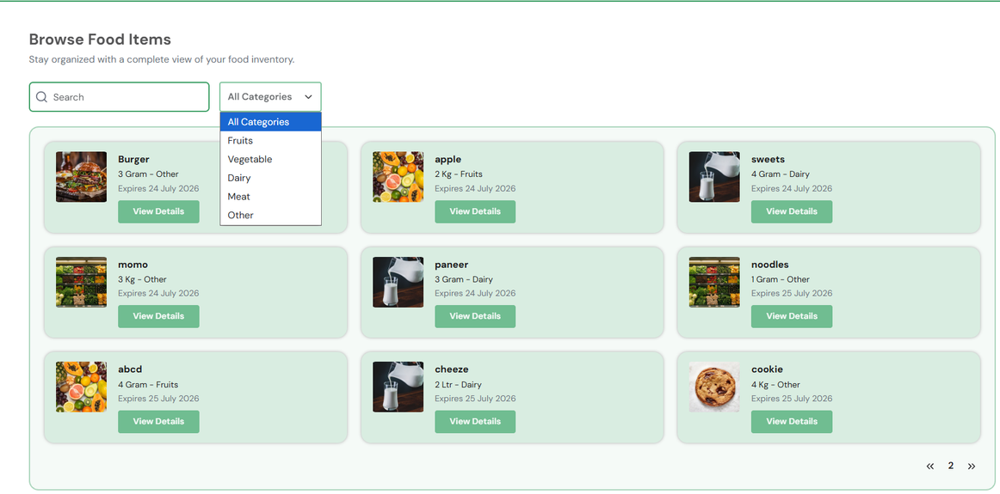 Browse Food Items
Stay organized with a complete view of your food inventory.
Search
All Categories
All Categories
Fruits
Vegetable
Dairy
Meat
Other
Burger
3 Gram - Other
Expires 24 July 2026
View Details
apple
2 Kg - Fruits
Expires 24 July 2026
View Details
sweets
4 Gram - Dairy
Expires 24 July 2026
View Details
momo
3 Kg - Other
Expires 24 July 2026
View Details
paneer
3 Gram - Dairy
Expires 24 July 2026
View Details
noodles
1 Gram - Other
Expires 25 July 2026
View Details
abcd
4 Gram - Fruits
Expires 25 July 2026
View Details
cheeze
2 Ltr - Dairy
Expires 25 July 2026
View Details
cookie
4 Kg - Other
Expires 25 July 2026
View Details
« 2 »